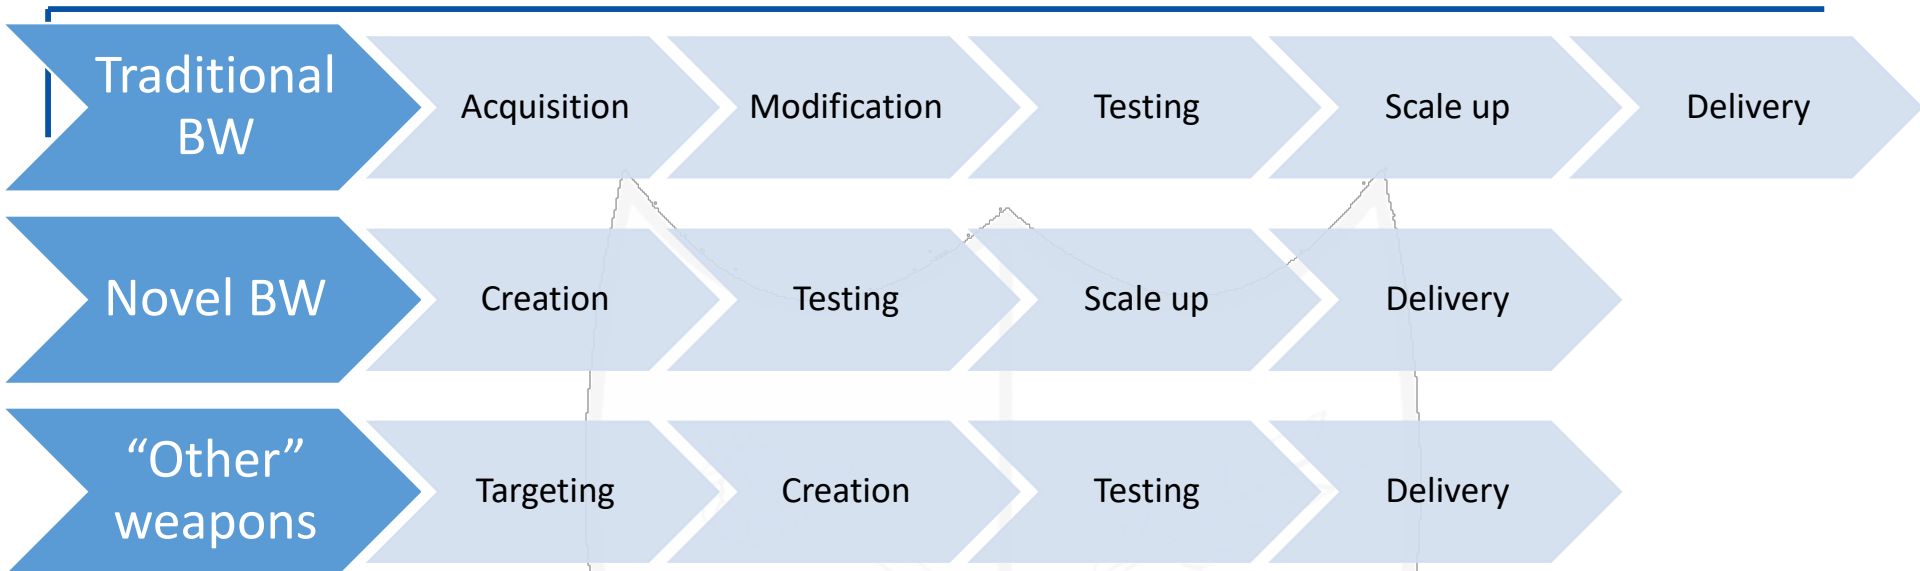 Traditional
BW
Acquisition
Modification
Testing
Scale up
Delivery
Novel BW
Creation
Testing
Scale up
Delivery
“Other”
weapons
Targeting
Creation
Testing
Delivery